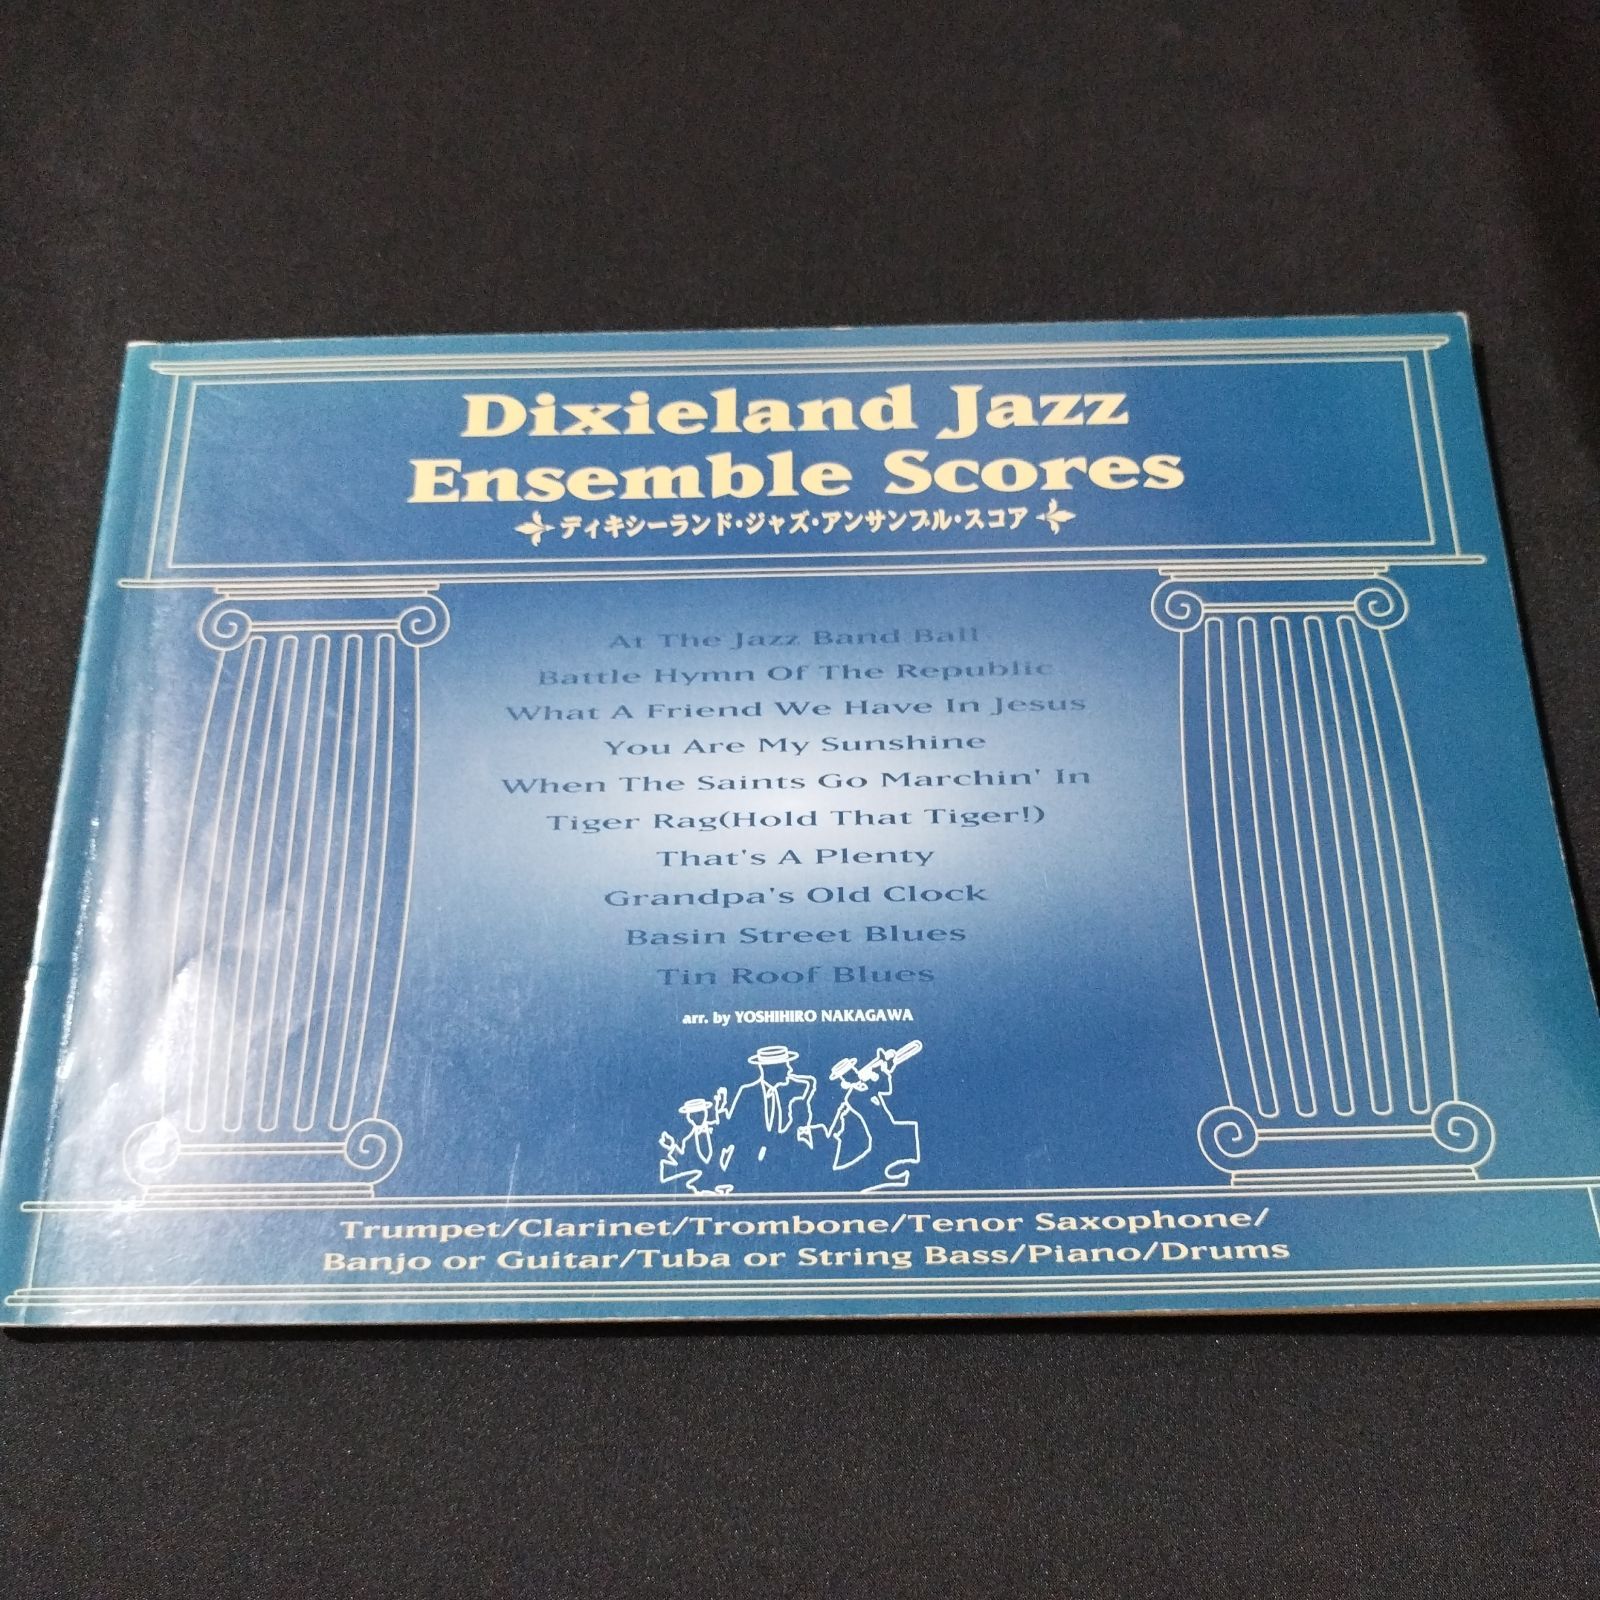 Dixieland Jazz
Ensemble Scores
ディキシーランド・ジャズ・アンサンブル・スコア
At The Jazz Band Ball
Battle Hymn Of The Republic
What A Friend We Have In Jesus
You Are My Sunshine
When The Saints Go Marchin' In
Tiger Rag(Hold That Tiger!)
That's A Plenty
Grandpa's Old Clock
Basin Street Blues
Tin Roof Blues
arr. by YOSHIHIRO NAKAGAWA
Trumpet/Clarinet/Trombone/Tenor Saxophone/
Banjo or Guitar/Tuba or String Bass/Piano/Drums